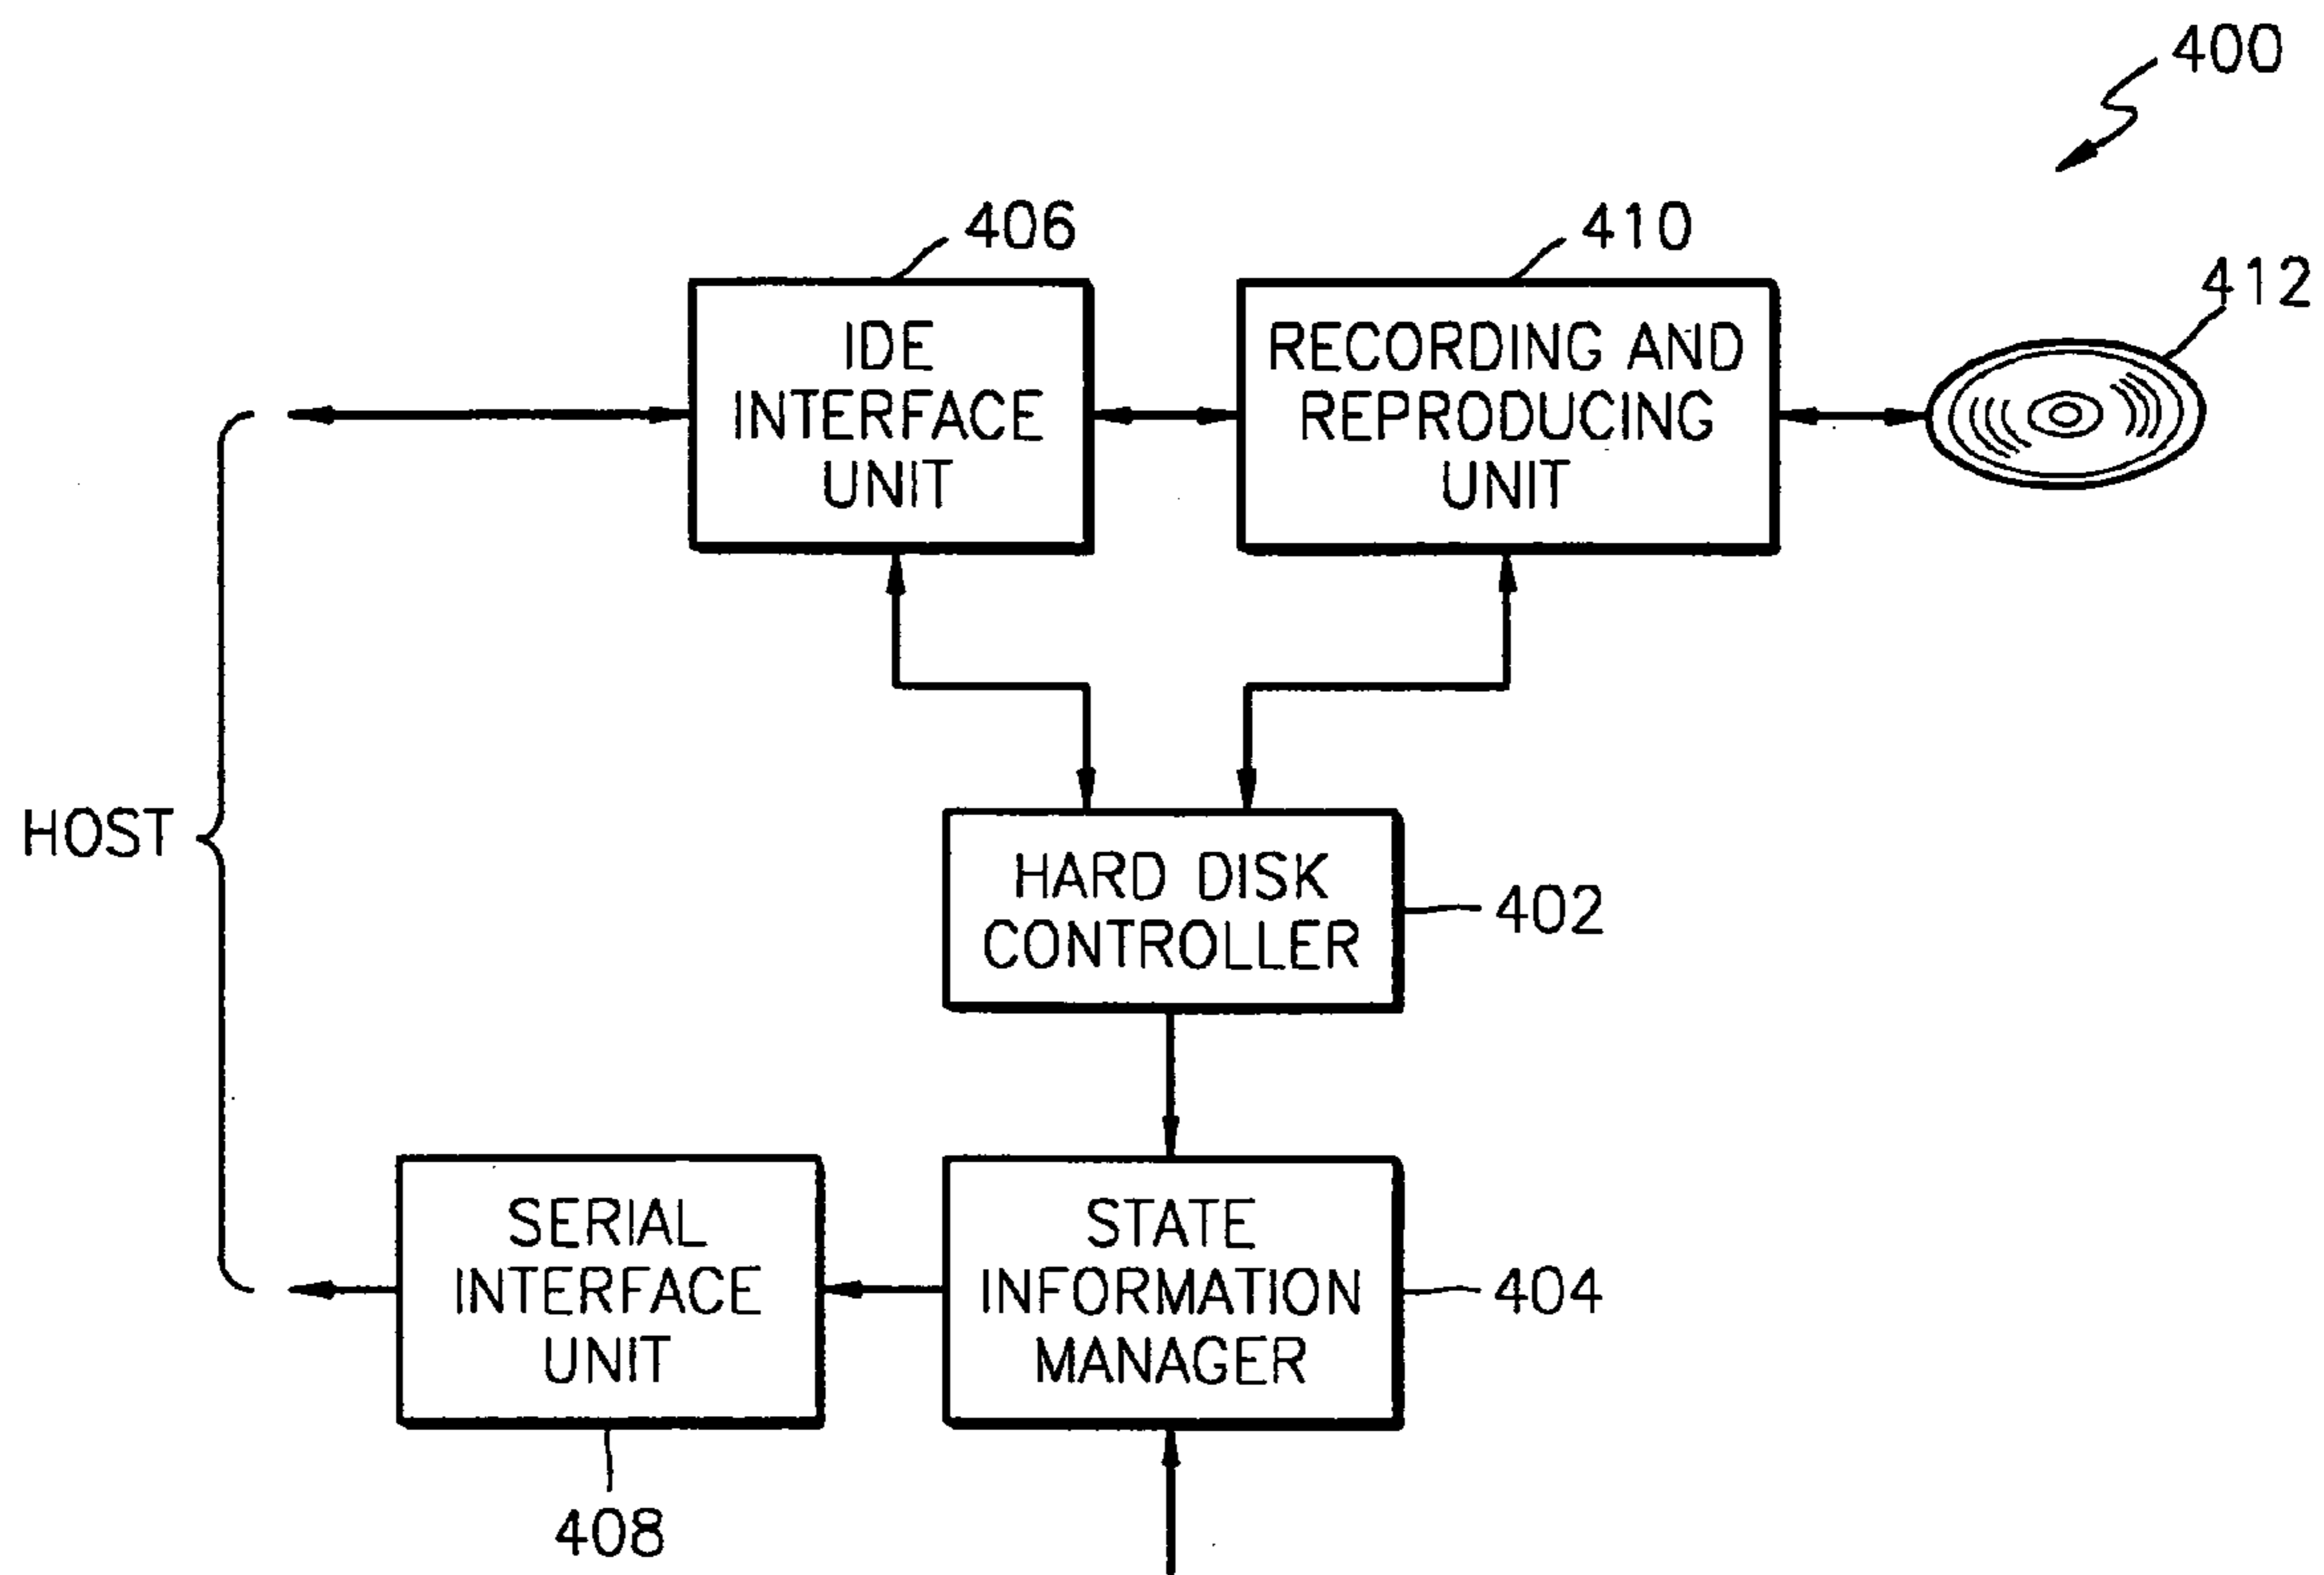 400
406
410
412
IDE
INTERFACE
UNIT
RECORDING AND
REPRODUCING
UNIT
HOST
HARD DISK
CONTROLLER
402
SERIAL
INTERFACE
UNIT
STATE
INFORMATION
MANAGER
404
408